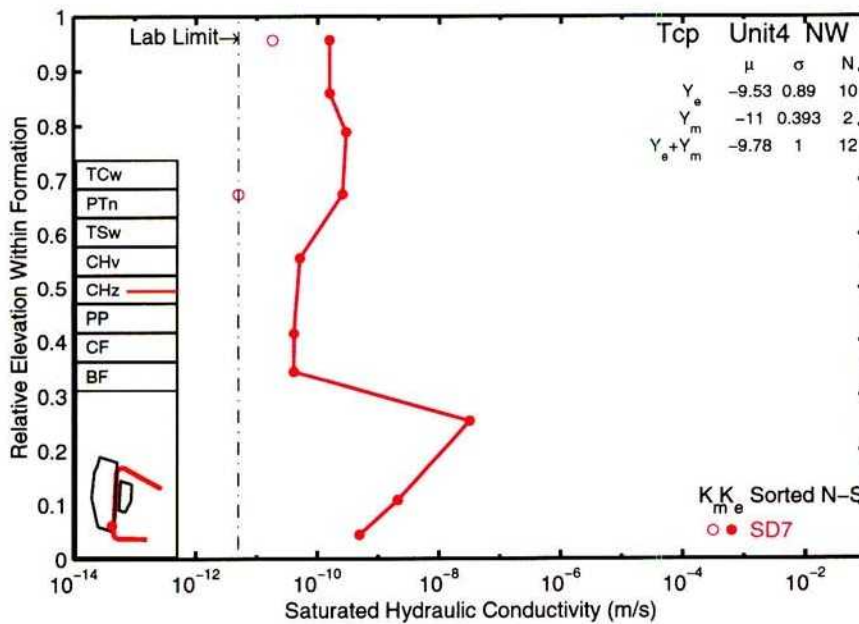 Tcp Unit4 NW
μ σ N
Y_e −9.53 0.89 10
Y_m −11 0.393 2
Y_e+Y_m −9.78 1 12
Lab Limit→
TCw
PTn
TSw
CHv
CHz
PP
CF
BF
K_m K_e Sorted N−S
SD7
1
0.9
0.8
0.7
0.6
0.5
0.4
0.3
0.2
0.1
0
Relative Elevation Within Formation
10^−14 10^−12 10^−10 10^−8 10^−6 10^−4 10^−2
Saturated Hydraulic Conductivity (m/s)